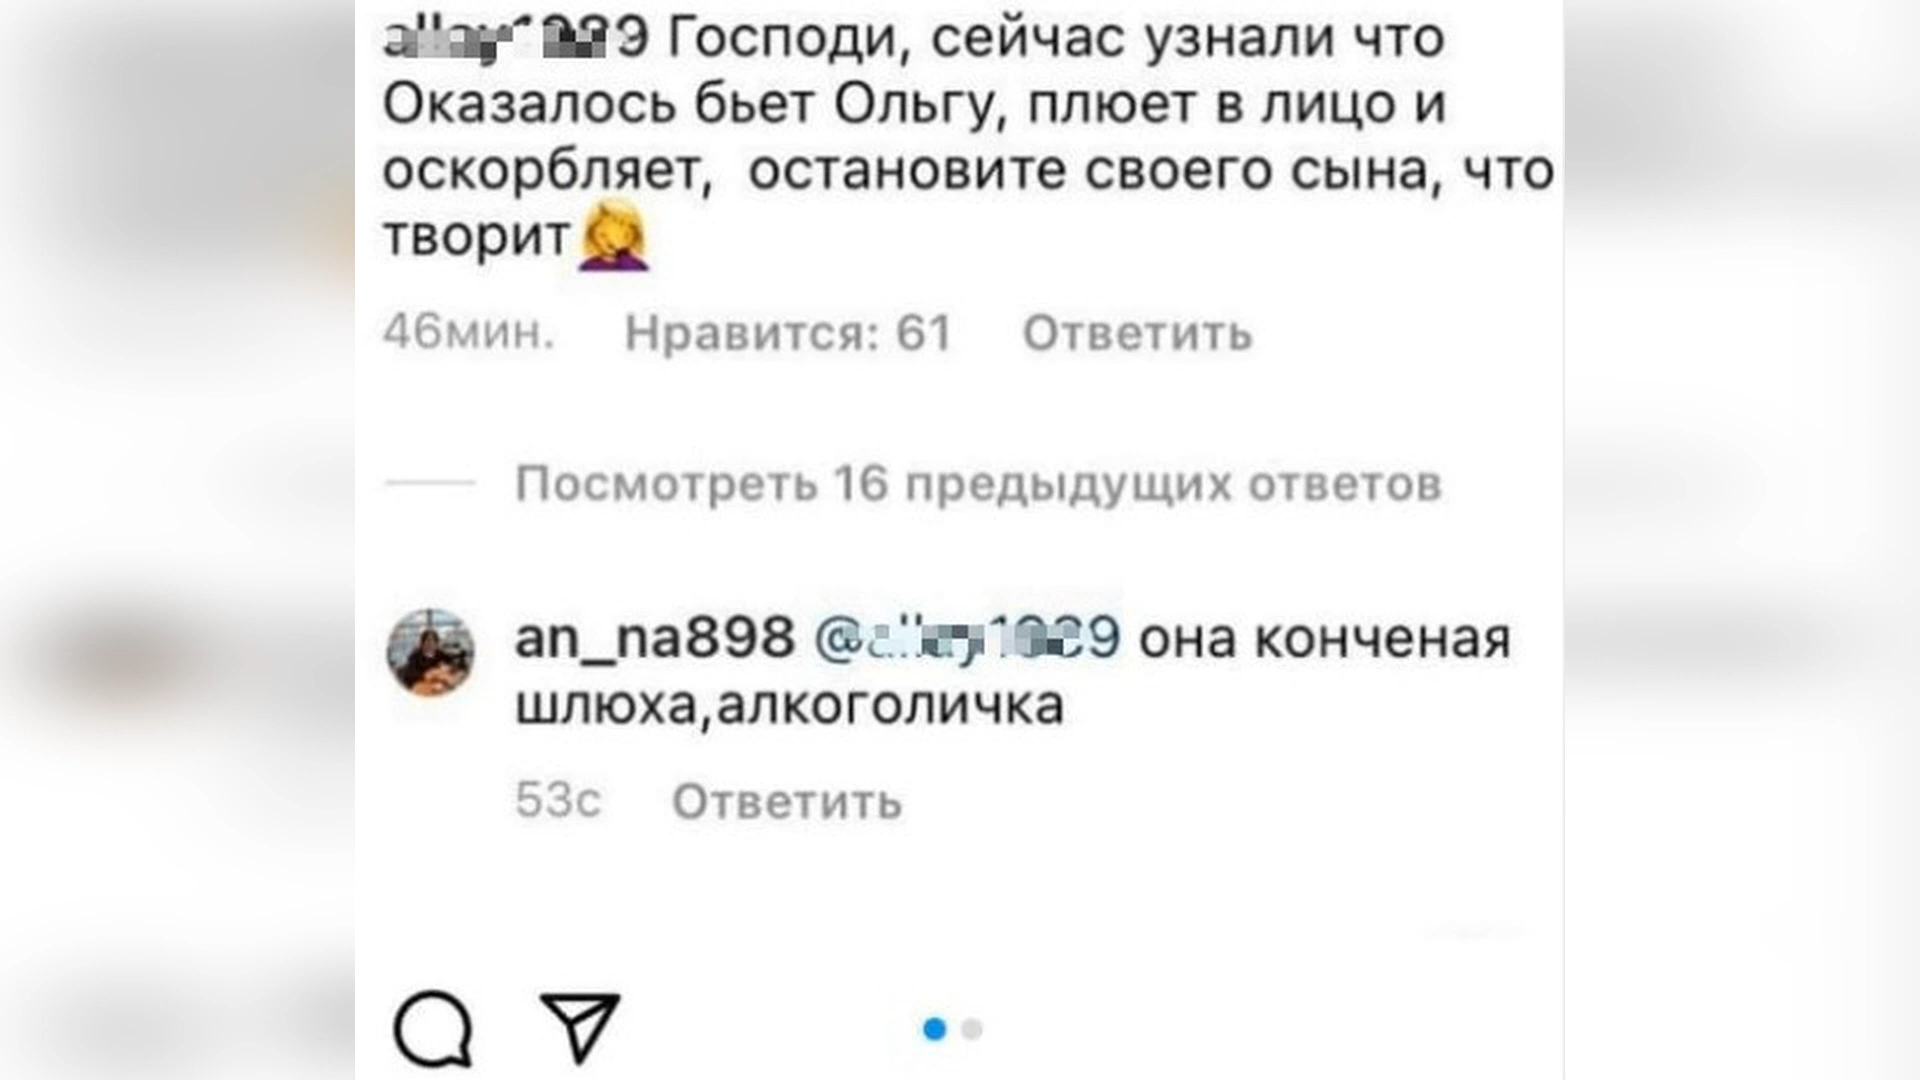 Господи, сейчас узнали что
Оказалось бьет Ольгу, плюет в лицо и
оскорбляет, остановите своего сына, что
творит🤦‍♀️
46мин. Нравится: 61 Ответить
Посмотреть 16 предыдущих ответов
an_na898 она конченая
шлюха,алкоголичка
53с Ответить